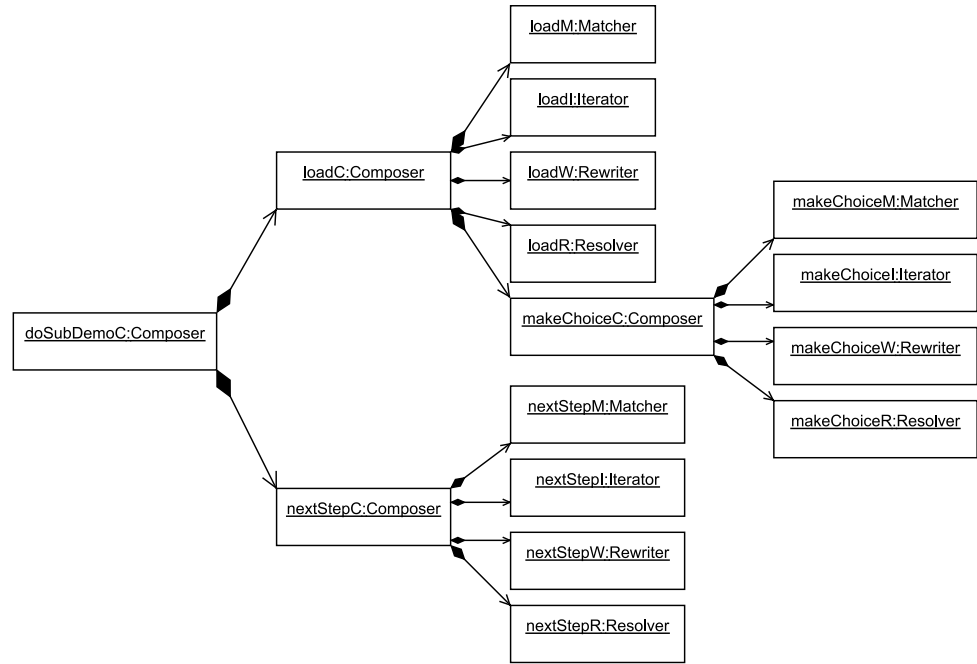 loadM:Matcher
loadI:Iterator
loadC:Composer
loadW:Rewriter
makeChoiceM:Matcher
loadR:Resolver
makeChoiceI:Iterator
doSubDemoC:Composer
makeChoiceC:Composer
makeChoiceW:Rewriter
nextStepM:Matcher
makeChoiceR:Resolver
nextStepI:Iterator
nextStepC:Composer
nextStepW:Rewriter
nextStepR:Resolver